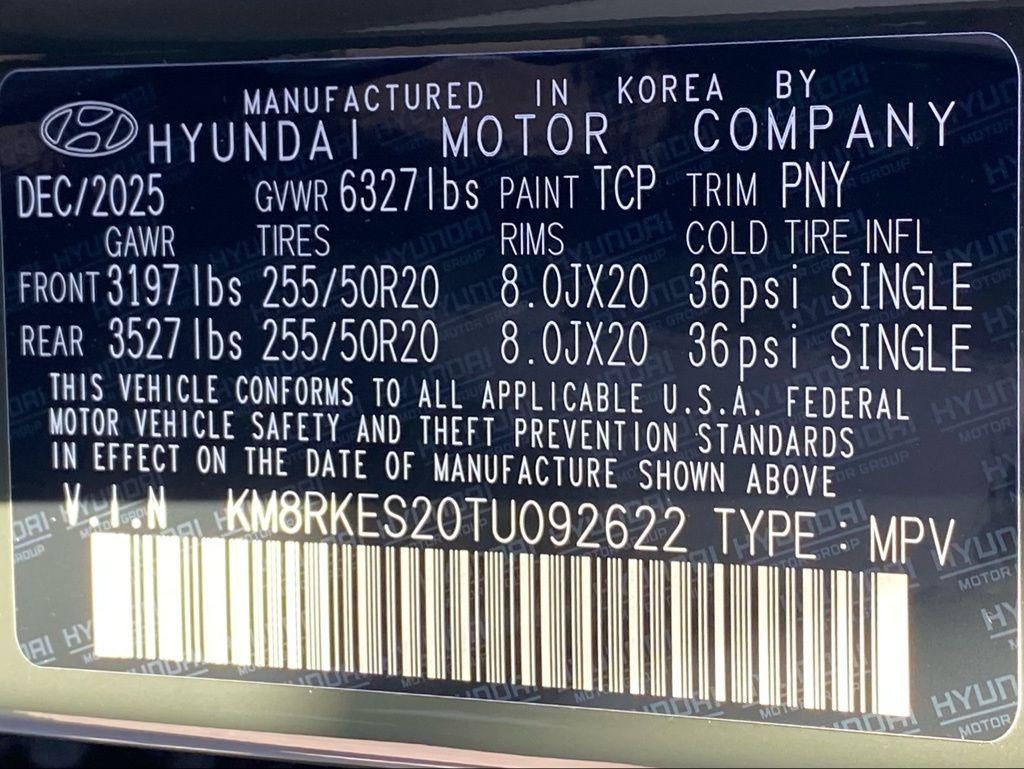 MANUFACTURED IN KOREA BY
HYUNDAI MOTOR COMPANY
DEC/2025 GVWR 6327lbs PAINT TCP TRIM PNY
GAWR TIRES RIMS COLD TIRE INFL
FRONT 3197lbs 255/50R20 8.0JX20 36psi SINGLE
REAR 3527lbs 255/50R20 8.0JX20 36psi SINGLE
THIS VEHICLE CONFORMS TO ALL APPLICABLE U.S.A. FEDERAL
MOTOR VEHICLE SAFETY AND THEFT PREVENTION STANDARDS
IN EFFECT ON THE DATE OF MANUFACTURE SHOWN ABOVE
V.I.N KM8RKES20TU092622 TYPE : MPV